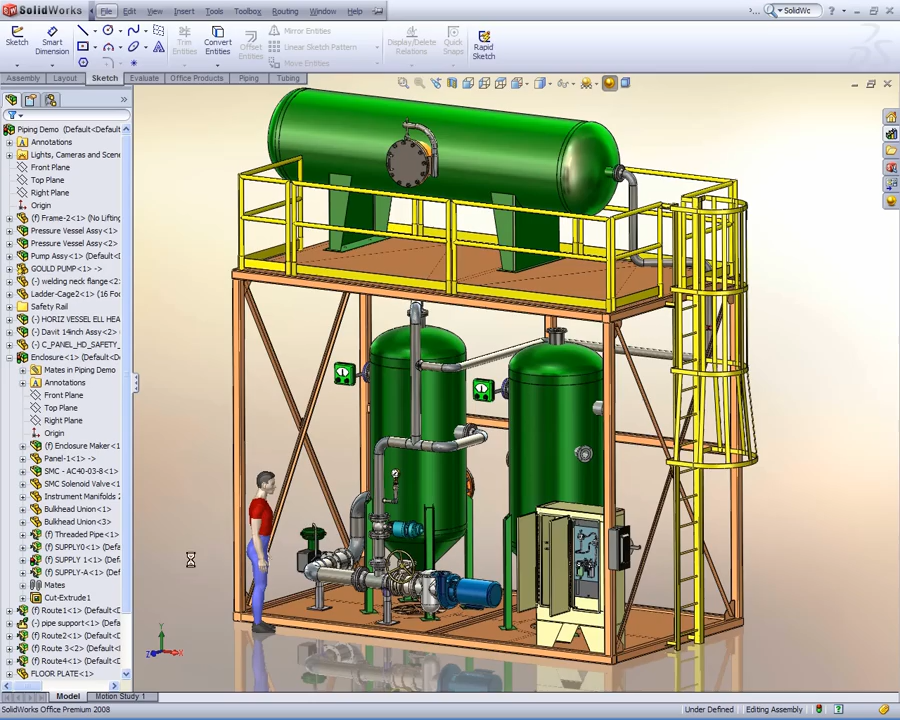 SolidWorks File Edit View Insert Tools Toolbox Routing Window Help SolidWc
Sketch Smart Dimension Trim Entities Convert Entities Offset Entities Mirror Entities Linear Sketch Pattern Move Entities Display/Delete Relations Quick Snaps Rapid Sketch
Assembly Layout Sketch Evaluate Office Products Piping Tubing
Piping Demo (Default<Default
Annotations
Lights, Cameras and Scene
Front Plane
Top Plane
Right Plane
Origin
(f) Frame-2<1> (No Lifting
Pressure Vessel Assy<1>
Pressure Vessel Assy<2>
Pump Assy<1> (Default
GOULD PUMP<1> ->
(-) welding neck flange<2
Ladder-Cage2<1> (16 Foo
Safety Rail
(-) HORIZ VESSEL ELL HEA
(-) Davit 14inch Assy<2>
(-) C_PANEL_HD_SAFETY_
Enclosure<1> (Default<D
Mates in Piping Demo
Annotations
Front Plane
Top Plane
Right Plane
Origin
(f) Enclosure Maker<1
Panel-1<1> ->
SMC - AC40-03-8<1>
SMC Solenoid Valve<1
Instrument Manifolds
Bulkhead Union<1>
Bulkhead Union<3>
(f) Threaded Pipe<1>
(f) SUPPLY0<1> (Defa
(f) SUPPLY 1<1> (Def
(f) SUPPLY-A<1> (Def
Mates
Cut-Extrude1
(f) Route1<1> (Default<D
(-) pipe support<1> (Def
(f) Route2<1> (Default<D
(f) Route 3<2> (Default<
(f) Route4<1> (Default<D
FLOOR PLATE<1> (Def
Model Motion Study 1
SolidWorks Office Premium 2008 Under Defined Editing Assembly